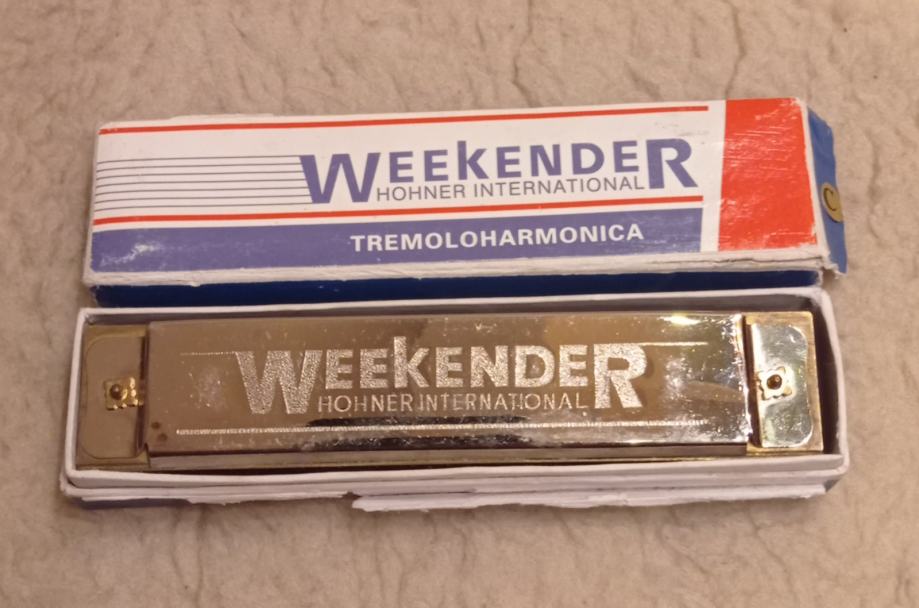 WEEKENDER
HOHNER INTERNATIONAL
TREMOLOHARMONICA
C
WEEKENDER
HOHNER INTERNATIONAL